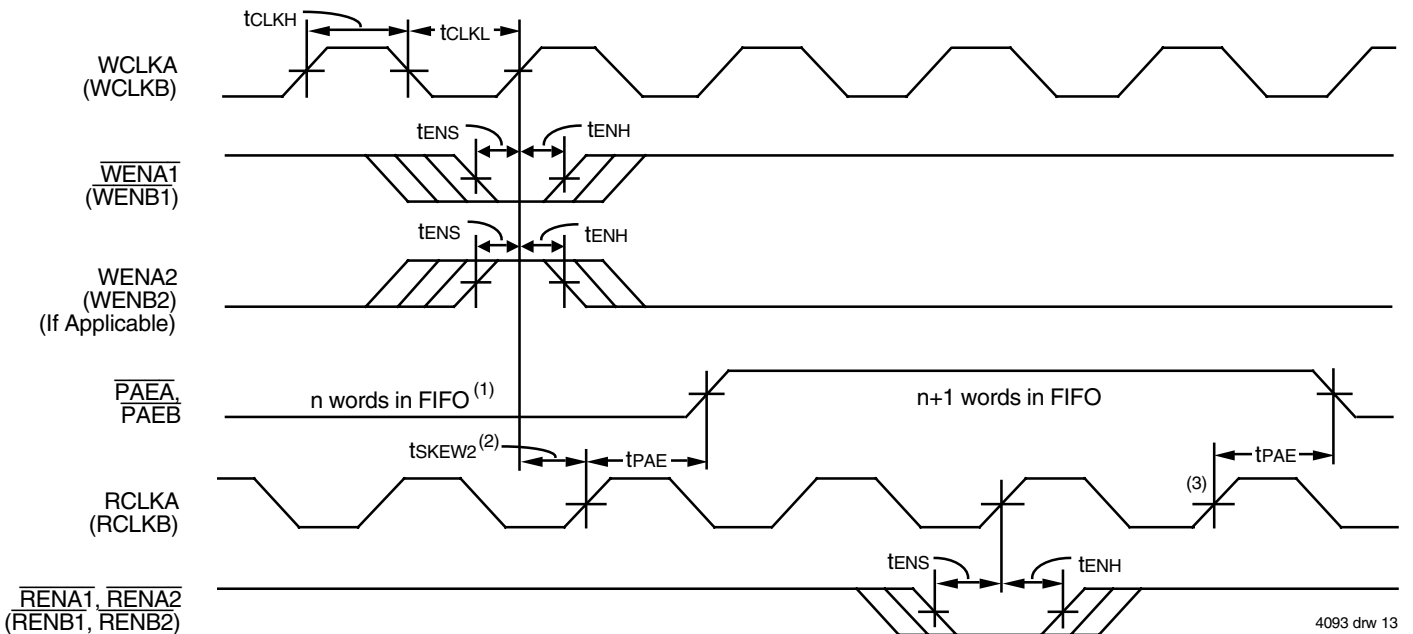 tCLKH
tCLKL
WCLKA
(WCLKB)
tENS
tENH
WENA1
(WENB1)
tENS
tENH
WENA2
(WENB2)
(If Applicable)
PAEA,
PAEB
n words in FIFO (1)
n+1 words in FIFO
tSKEW2(2)
tPAE
tPAE
RCLKA
(RCLKB)
(3)
tENS
tENH
RENA1, RENA2
(RENB1, RENB2)
4093 drw 13